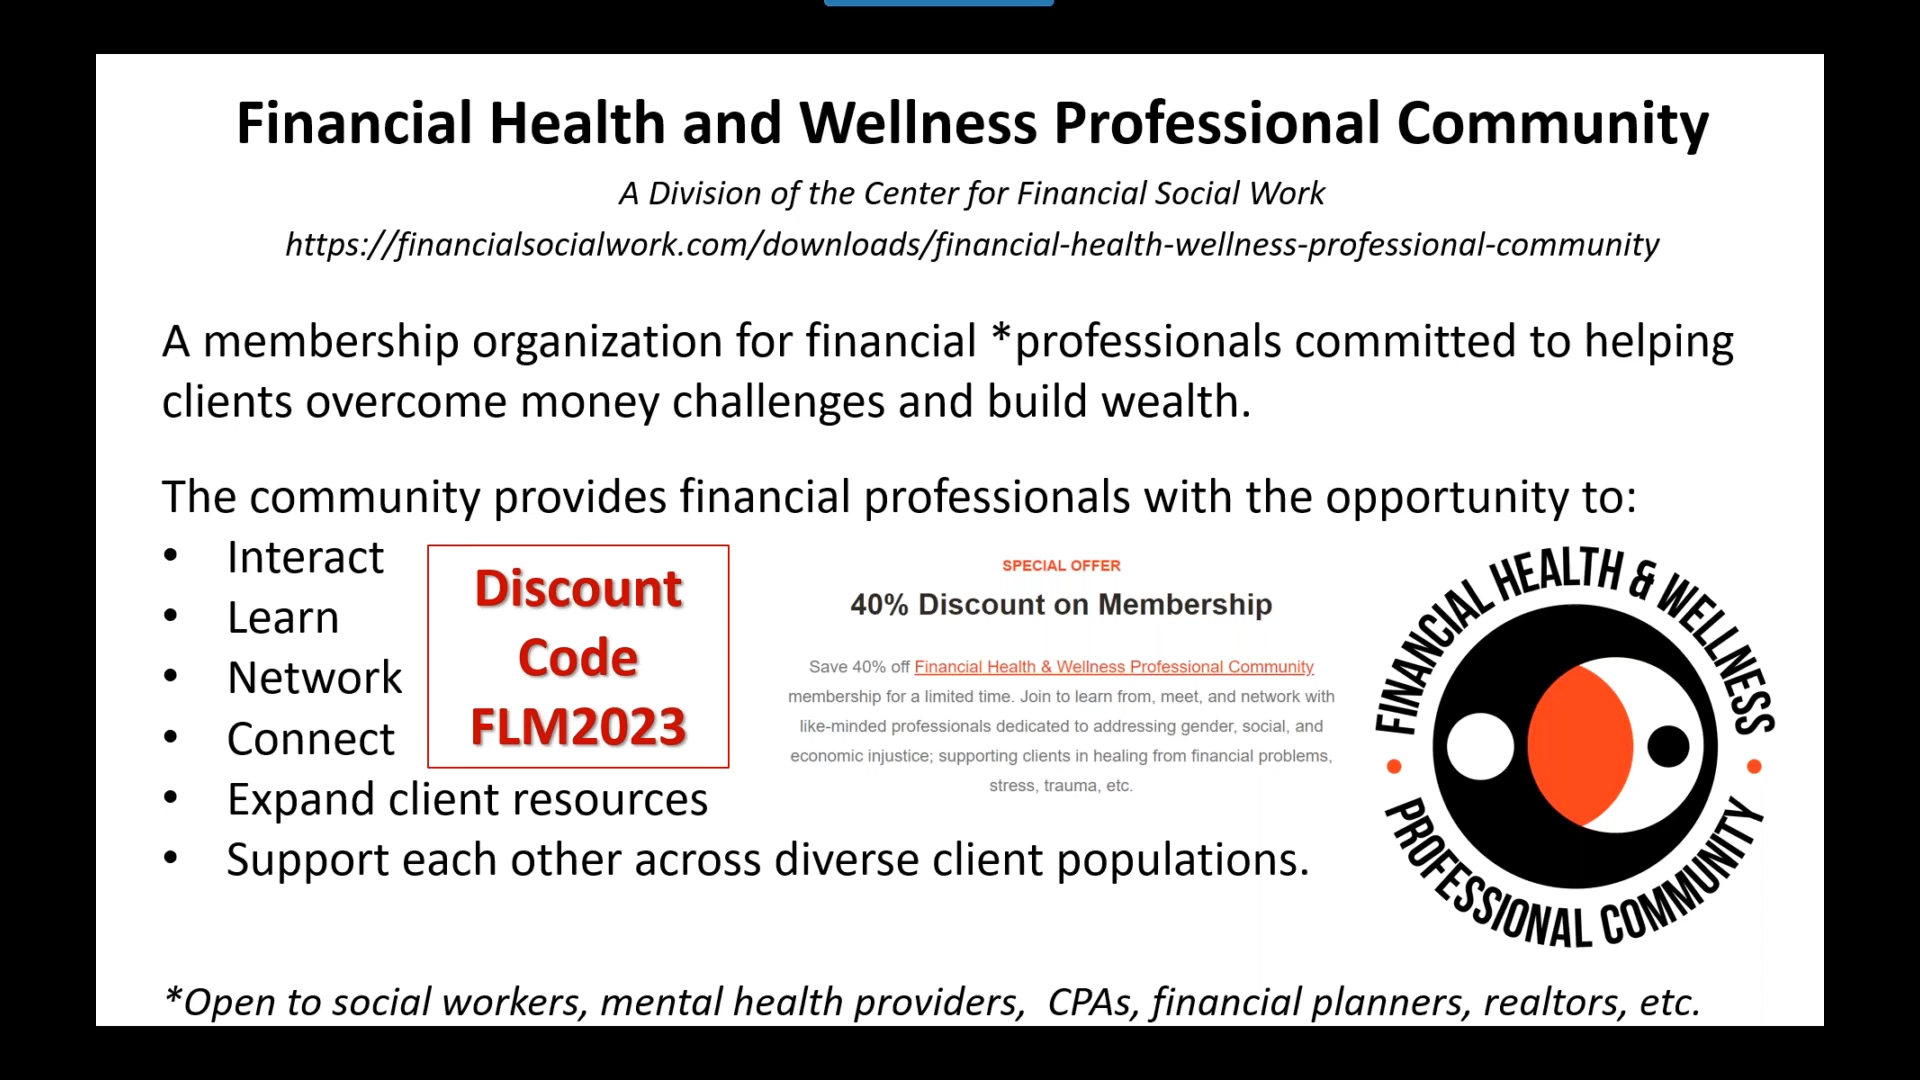 Financial Health and Wellness Professional Community
A Division of the Center for Financial Social Work
https://financialsocialwork.com/downloads/financial-health-wellness-professional-community
A membership organization for financial *professionals committed to helping
clients overcome money challenges and build wealth.
The community provides financial professionals with the opportunity to:
• Interact
• Learn
• Network
• Connect
• Expand client resources
• Support each other across diverse client populations.
Discount
Code
FLM2023
SPECIAL OFFER
40% Discount on Membership
Save 40% off Financial Health & Wellness Professional Community
membership for a limited time. Join to learn from, meet, and network with
like-minded professionals dedicated to addressing gender, social, and
economic injustice; supporting clients in healing from financial problems,
stress, trauma, etc.
FINANCIAL HEALTH & WELLNESS
PROFESSIONAL COMMUNITY
*Open to social workers, mental health providers,  CPAs, financial planners, realtors, etc.